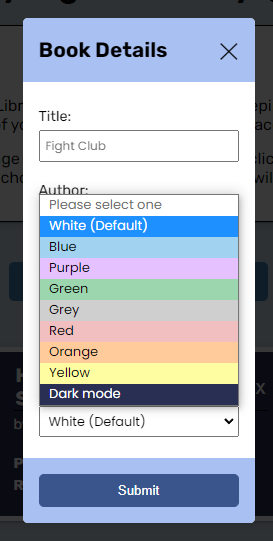 Book Details
Title:
Fight Club
Author:
Please select one
White (Default)
Blue
Purple
Green
Grey
Red
Orange
Yellow
Dark mode
White (Default)
Submit